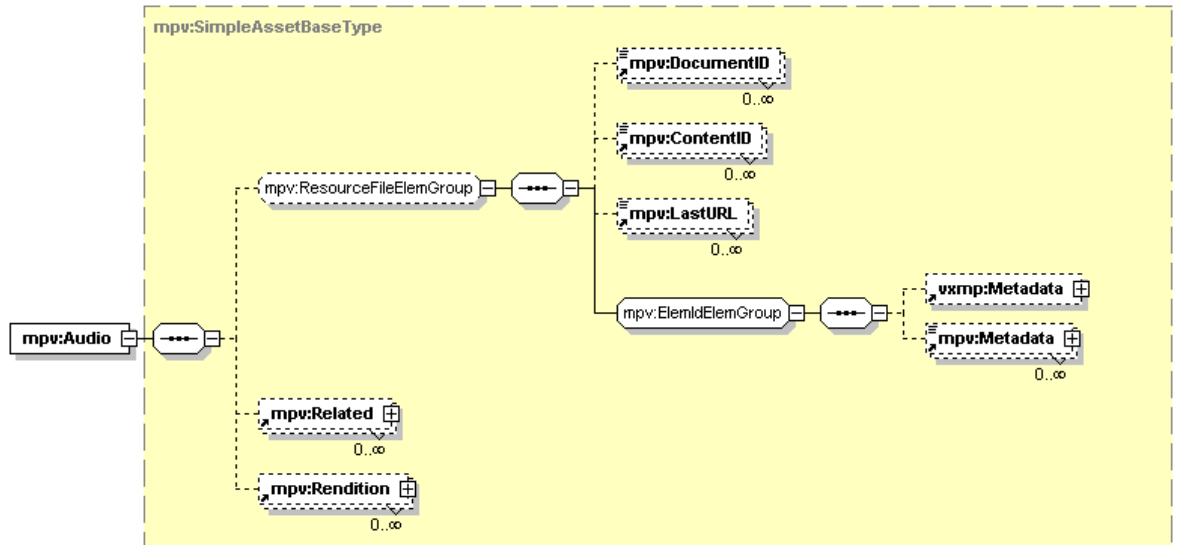 mpv:SimpleAssetBaseType
mpv:DocumentID
0..∞
mpv:ContentID
0..∞
mpv:ResourceFileElemGroup
mpv:LastURL
0..∞
vxmp:Metadata
mpv:ElemIdElemGroup
mpv:Metadata
0..∞
mpv:Audio
mpv:Related
0..∞
mpv:Rendition
0..∞